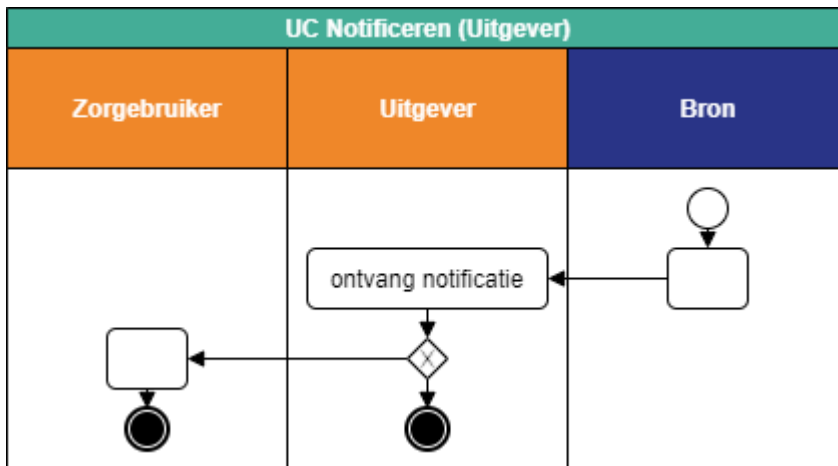 UC Notificeren (Uitgever)
Zorgebruiker
Uitgever
Bron
ontvang notificatie